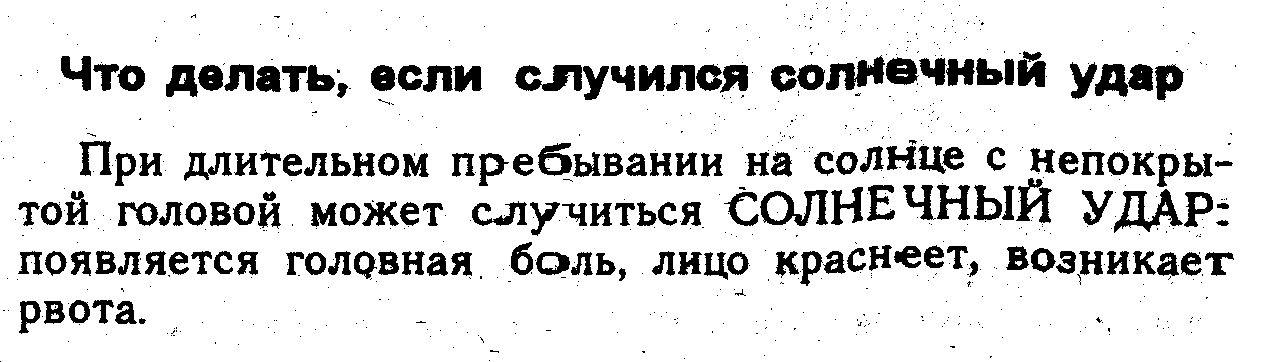 Что делать, если случился солнечный удар
При длительном пребывании на солнце с непокры-
той головой может случиться СОЛНЕЧНЫЙ УДАР:
появляется головная боль, лицо краснеет, возникает
рвота.